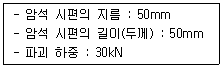 - 암석 시편의 지름 : 50mm
- 암석 시편의 길이(두께) : 50mm
- 파괴 하중 : 30kN